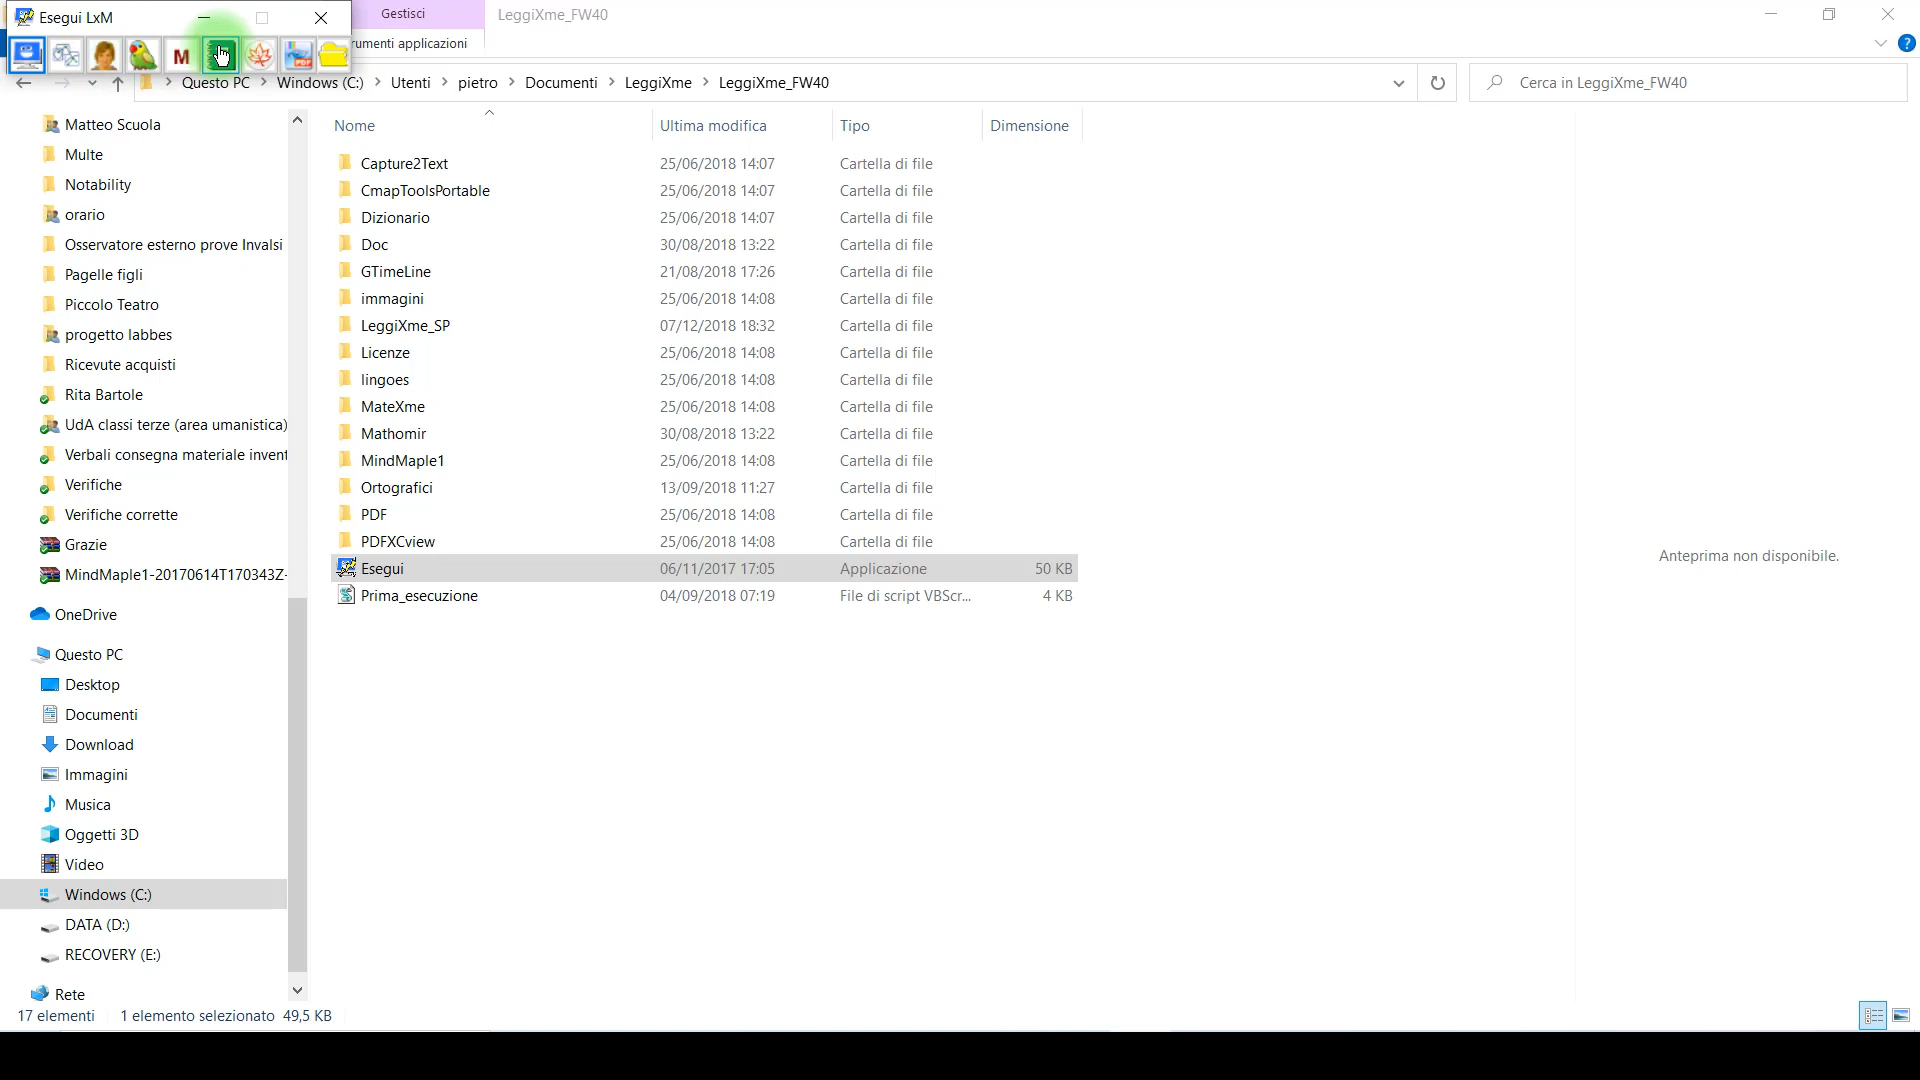 Esegui LxM
Gestisci
LeggiXme_FW40
rumenti applicazioni
M
PDF
?
Questo PC > Windows (C:) > Utenti > pietro > Documenti > LeggiXme > LeggiXme_FW40
Cerca in LeggiXme_FW40
Matteo Scuola
Multe
Notability
orario
Osservatore esterno prove Invalsi
Pagelle figli
Piccolo Teatro
progetto labbes
Ricevute acquisti
Rita Bartole
UdA classi terze (area umanistica)
Verbali consegna materiale invent
Verifiche
Verifiche corrette
Grazie
MindMaple1-20170614T170343Z-
OneDrive
Questo PC
Desktop
Documenti
Download
Immagini
Musica
Oggetti 3D
Video
Windows (C:)
DATA (D:)
RECOVERY (E:)
Rete
Nome Ultima modifica Tipo Dimensione
Capture2Text 25/06/2018 14:07 Cartella di file
CmapToolsPortable 25/06/2018 14:07 Cartella di file
Dizionario 25/06/2018 14:07 Cartella di file
Doc 30/08/2018 13:22 Cartella di file
GTimeLine 21/08/2018 17:26 Cartella di file
immagini 25/06/2018 14:08 Cartella di file
LeggiXme_SP 07/12/2018 18:32 Cartella di file
Licenze 25/06/2018 14:08 Cartella di file
lingoes 25/06/2018 14:08 Cartella di file
MateXme 25/06/2018 14:08 Cartella di file
Mathomir 30/08/2018 13:22 Cartella di file
MindMaple1 25/06/2018 14:08 Cartella di file
Ortografici 13/09/2018 11:27 Cartella di file
PDF 25/06/2018 14:08 Cartella di file
PDFXCview 25/06/2018 14:08 Cartella di file
Esegui 06/11/2017 17:05 Applicazione 50 KB
Prima_esecuzione 04/09/2018 07:19 File di script VBScr... 4 KB
Anteprima non disponibile.
17 elementi 1 elemento selezionato 49,5 KB